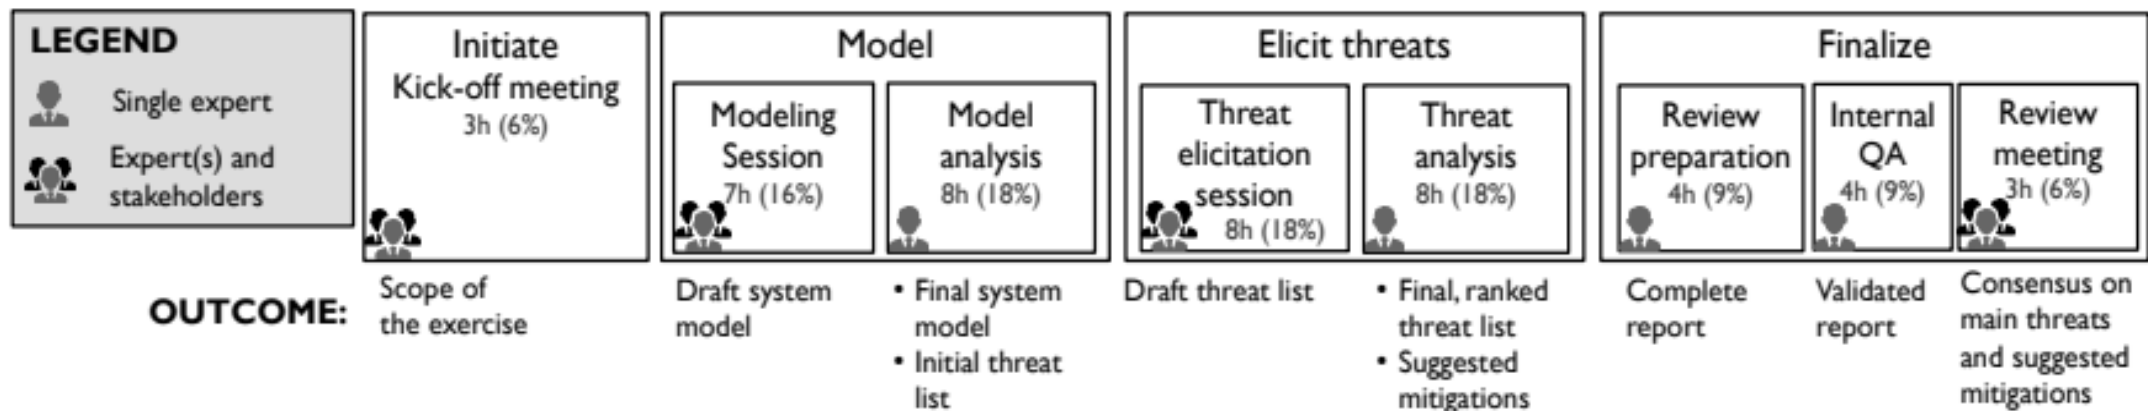 LEGEND
Single expert
Expert(s) and
stakeholders
Initiate
Kick-off meeting
3h (6%)
Model
Modeling
Session
7h (16%)
Model
analysis
8h (18%)
Elicit threats
Threat
elicitation
session
8h (18%)
Threat
analysis
8h (18%)
Finalize
Review
preparation
4h (9%)
Internal
QA
4h (9%)
Review
meeting
3h (6%)
OUTCOME:
Scope of
the exercise
Draft system
model
• Final system
model
• Initial threat
list
Draft threat list
• Final, ranked
threat list
• Suggested
mitigations
Complete
report
Validated
report
Consensus on
main threats
and suggested
mitigations